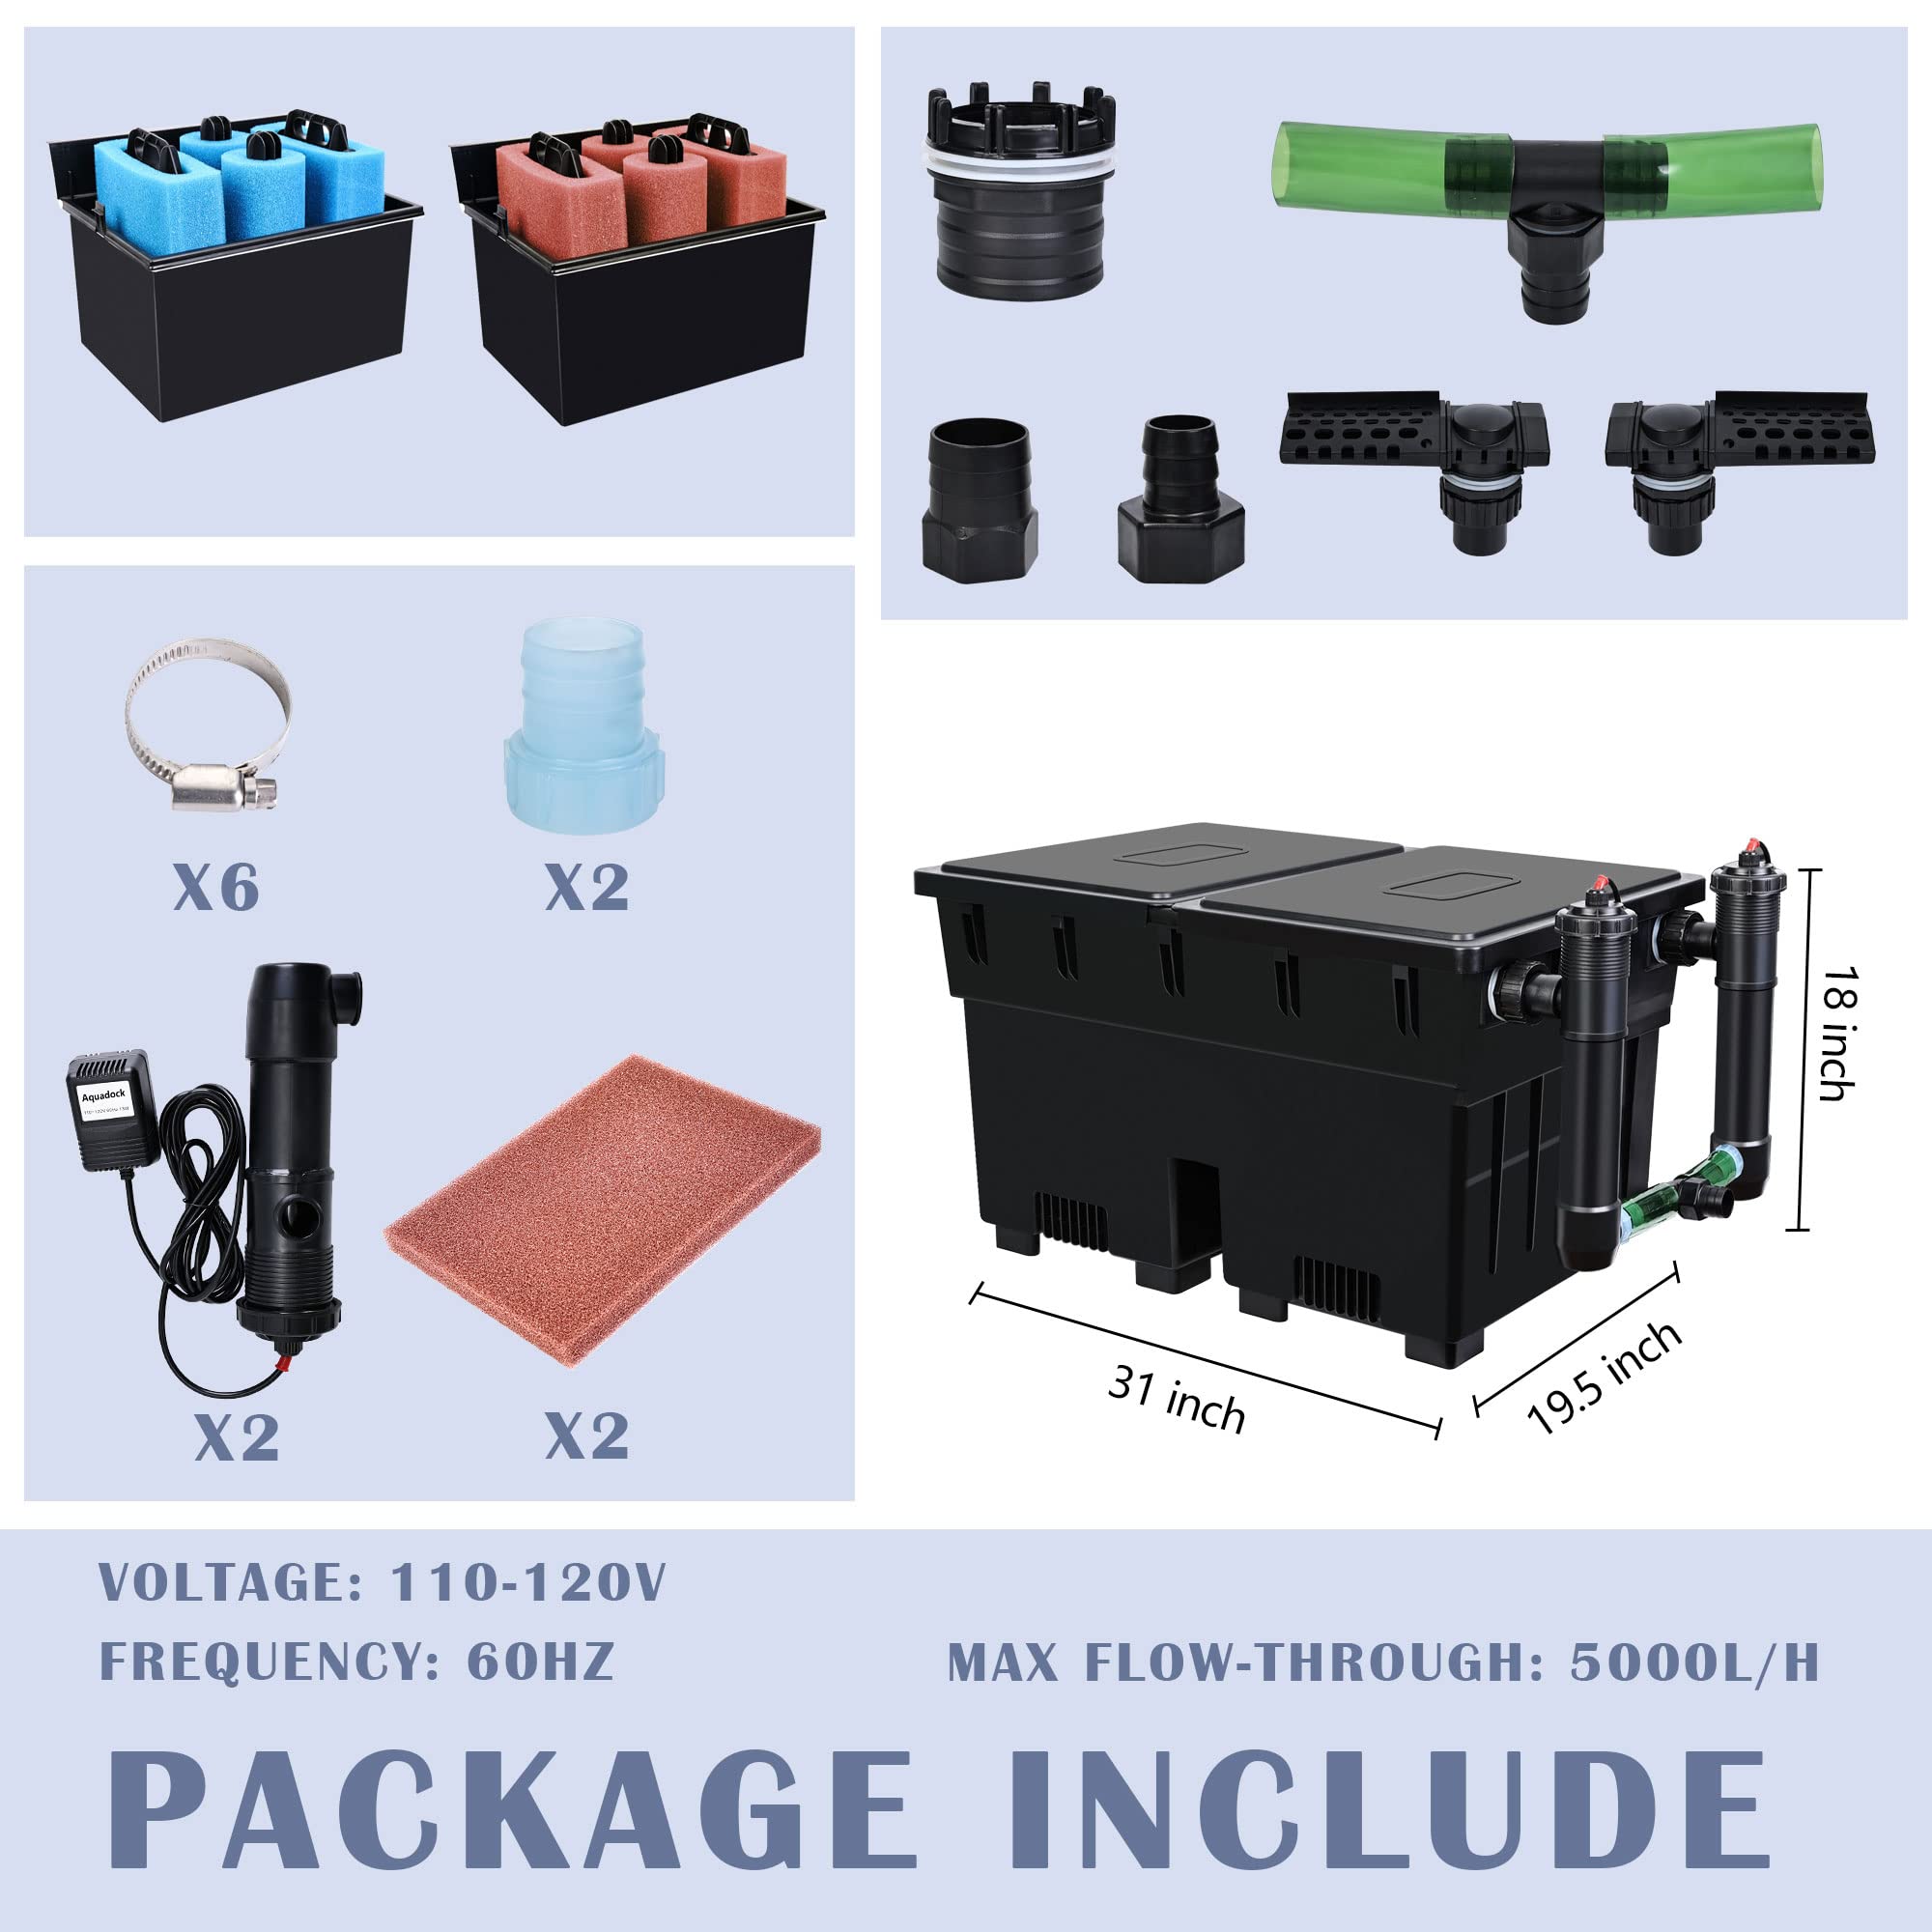 X6
X2
Aquadock
X2
X2
18 inch
31 inch
19.5 inch
VOLTAGE: 110-120V
FREQUENCY: 60HZ
MAX FLOW-THROUGH: 5000L/H
PACKAGE INCLUDE